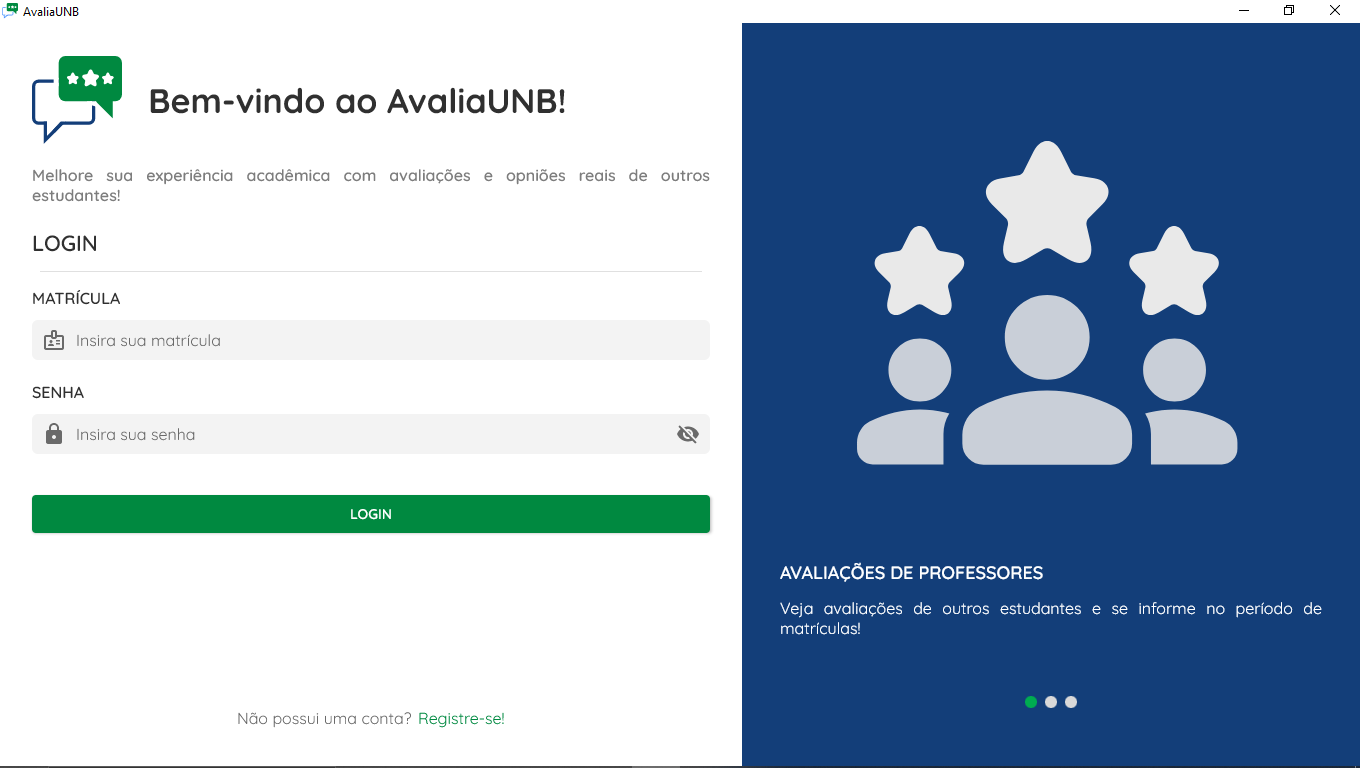 AvaliaUNB
Bem-vindo ao AvaliaUNB!
Melhore sua experiência acadêmica com avaliações e opniões reais de outros
estudantes!
LOGIN
MATRÍCULA
Insira sua matrícula
SENHA
Insira sua senha
LOGIN
Não possui uma conta? Registre-se!
AVALIAÇÕES DE PROFESSORES
Veja avaliações de outros estudantes e se informe no período de
matrículas!